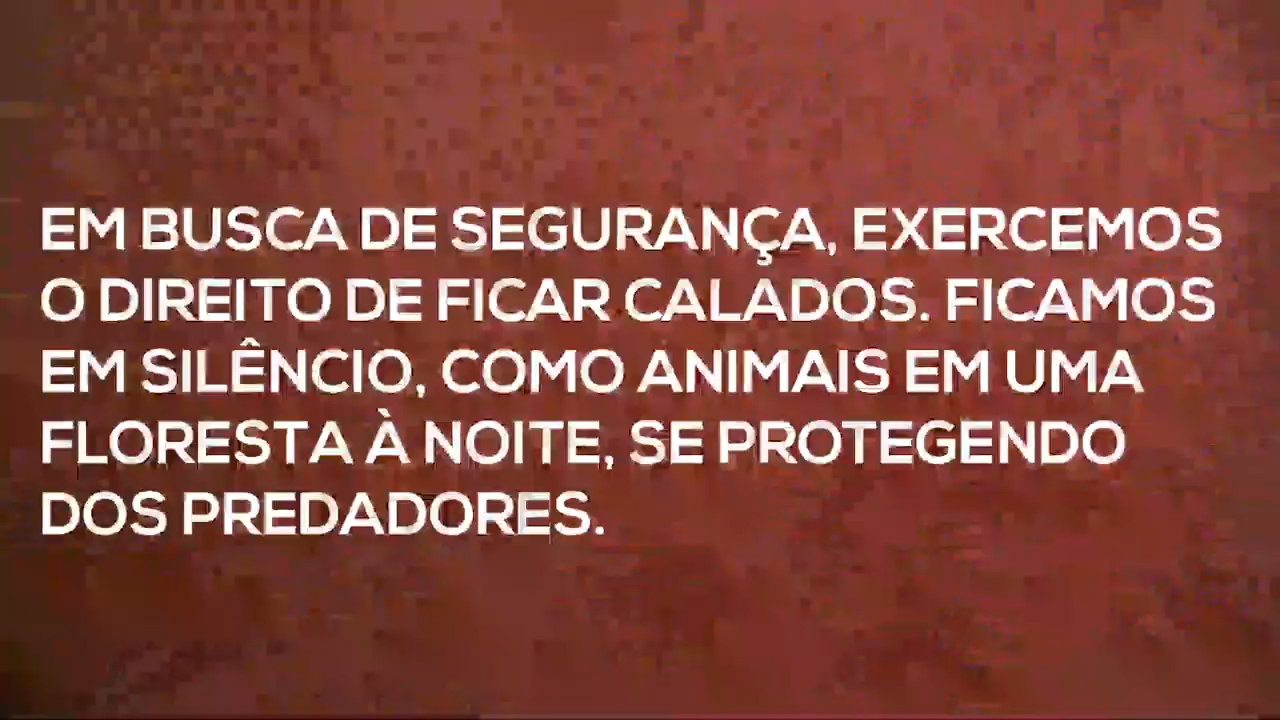 EM BUSCA DE SEGURANÇA, EXERCEMOS
O DIREITO DE FICAR CALADOS. FICAMOS
EM SILÊNCIO, COMO ANIMAIS EM UMA
FLORESTA À NOITE, SE PROTEGENDO
DOS PREDADORES.